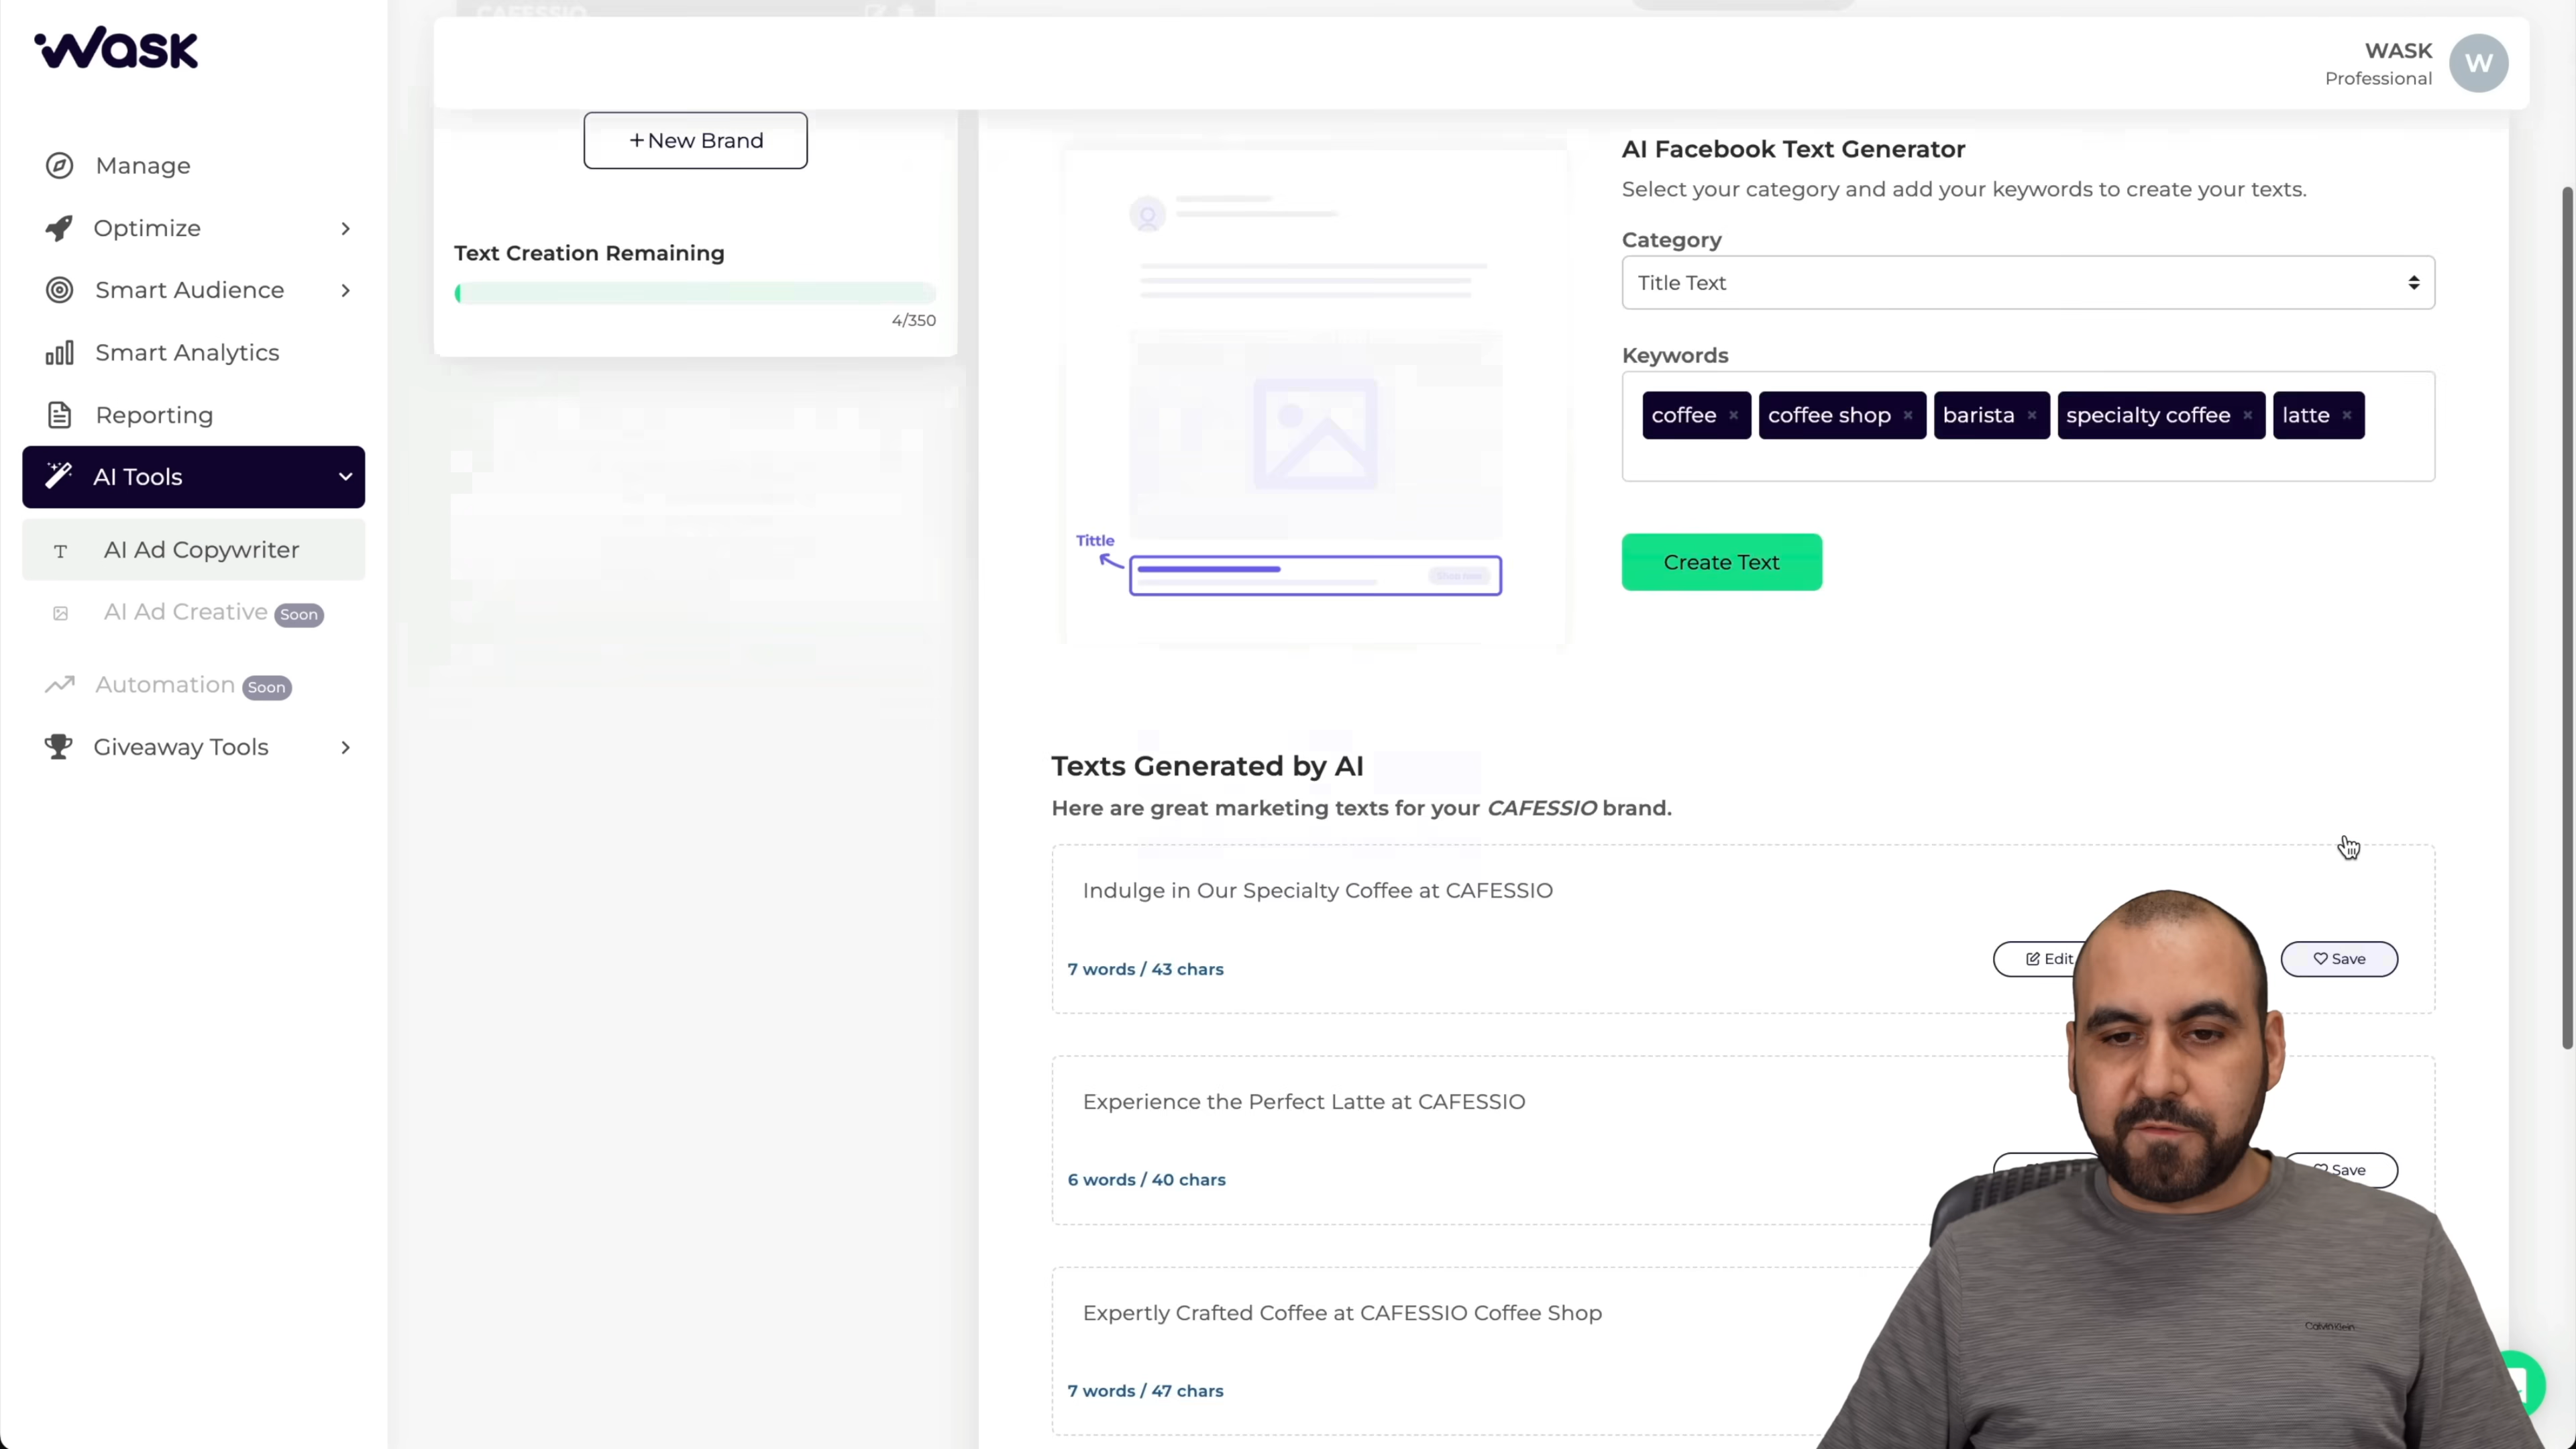 Wask
Manage
Optimize
Smart Audience
Smart Analytics
Reporting
AI Tools
T AI Ad Copywriter
AI Ad Creative Soon
Automation Soon
Giveaway Tools
CAFESSIO
WASK
Professional
W
+ New Brand
Text Creation Remaining
4/350
Tittle
Shop now
AI Facebook Text Generator
Select your category and add your keywords to create your texts.
Category
Title Text
Keywords
coffee × coffee shop × barista × specialty coffee × latte ×
Create Text
Texts Generated by AI
Here are great marketing texts for your CAFESSIO brand.
Indulge in Our Specialty Coffee at CAFESSIO
7 words / 43 chars
Edit
Save
Experience the Perfect Latte at CAFESSIO
6 words / 40 chars
Save
Expertly Crafted Coffee at CAFESSIO Coffee Shop
7 words / 47 chars
Calvin Klein